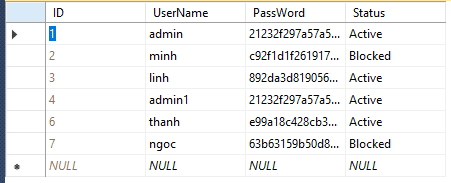 ID UserName PassWord Status
1 admin 21232f297a57a5... Active
2 minh c92f1d1f261917... Blocked
3 linh 892da3d819056... Active
4 admin1 21232f297a57a5... Active
6 thanh e99a18c428cb3... Active
7 ngoc 63b63159b50d8... Blocked
NULL NULL NULL NULL